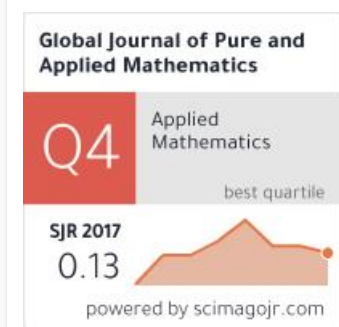 Global Journal of Pure and
Applied Mathematics
Q4
Applied
Mathematics
best quartile
SJR 2017
0.13
powered by scimagojr.com